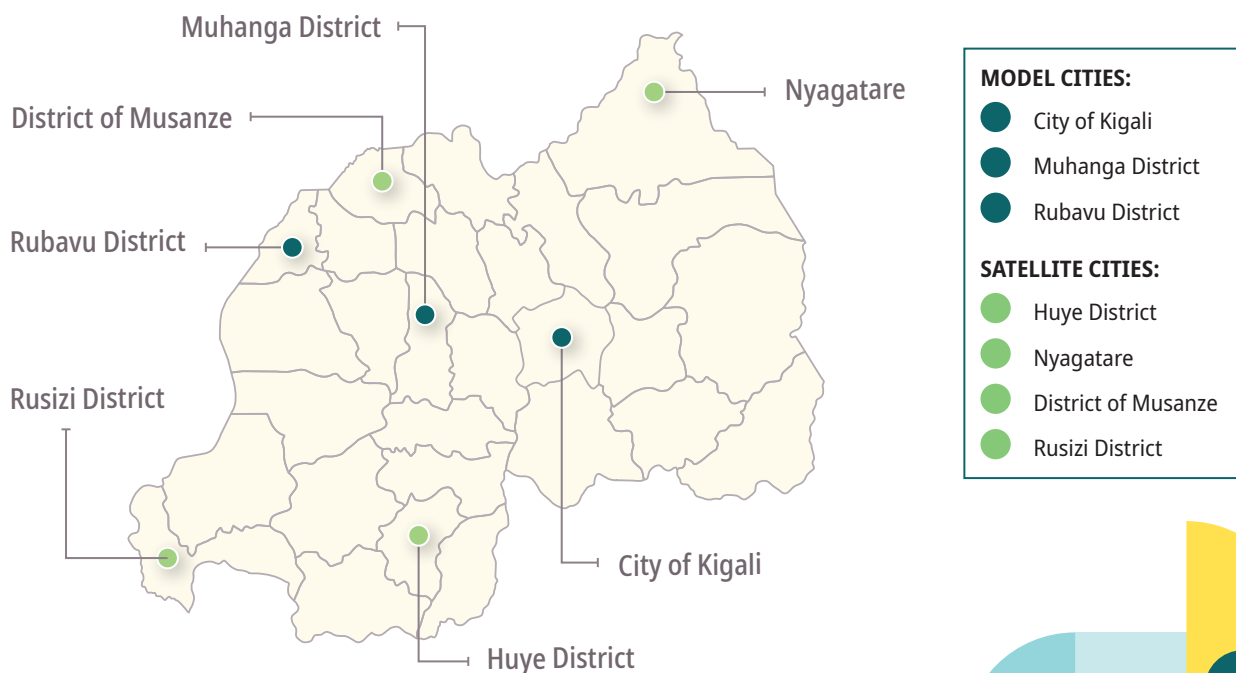 Muhanga District
Nyagatare
District of Musanze
Rubavu District
Rusizi District
City of Kigali
Huye District
MODEL CITIES:
City of Kigali
Muhanga District
Rubavu District
SATELLITE CITIES:
Huye District
Nyagatare
District of Musanze
Rusizi District